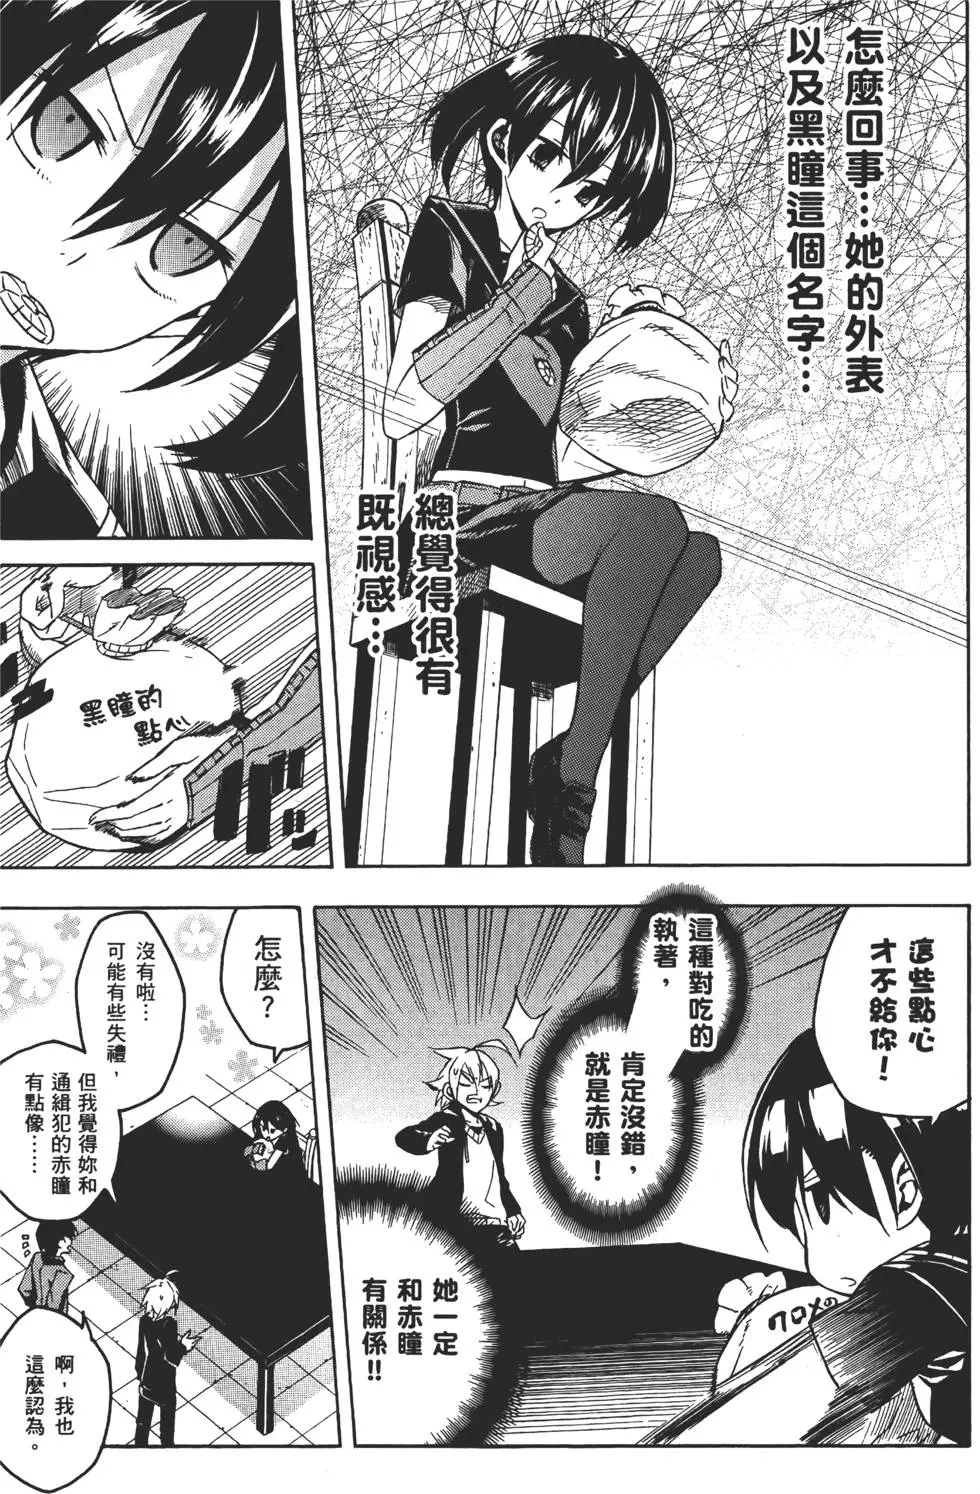 怎麼回事…她的外表
以及黑瞳這個名字…
總覺得很有
既視感…
黑瞳的
點心
這些點心
才不給你！
這種對吃的
執著，
肯定沒錯，
就是赤瞳！
她一定
和赤瞳
有關係!!
クロメの
怎麼？
沒有啦…
可能有些失禮，
但我覺得妳和
通緝犯的赤瞳
有點像……
啊，我也
這麼認為。